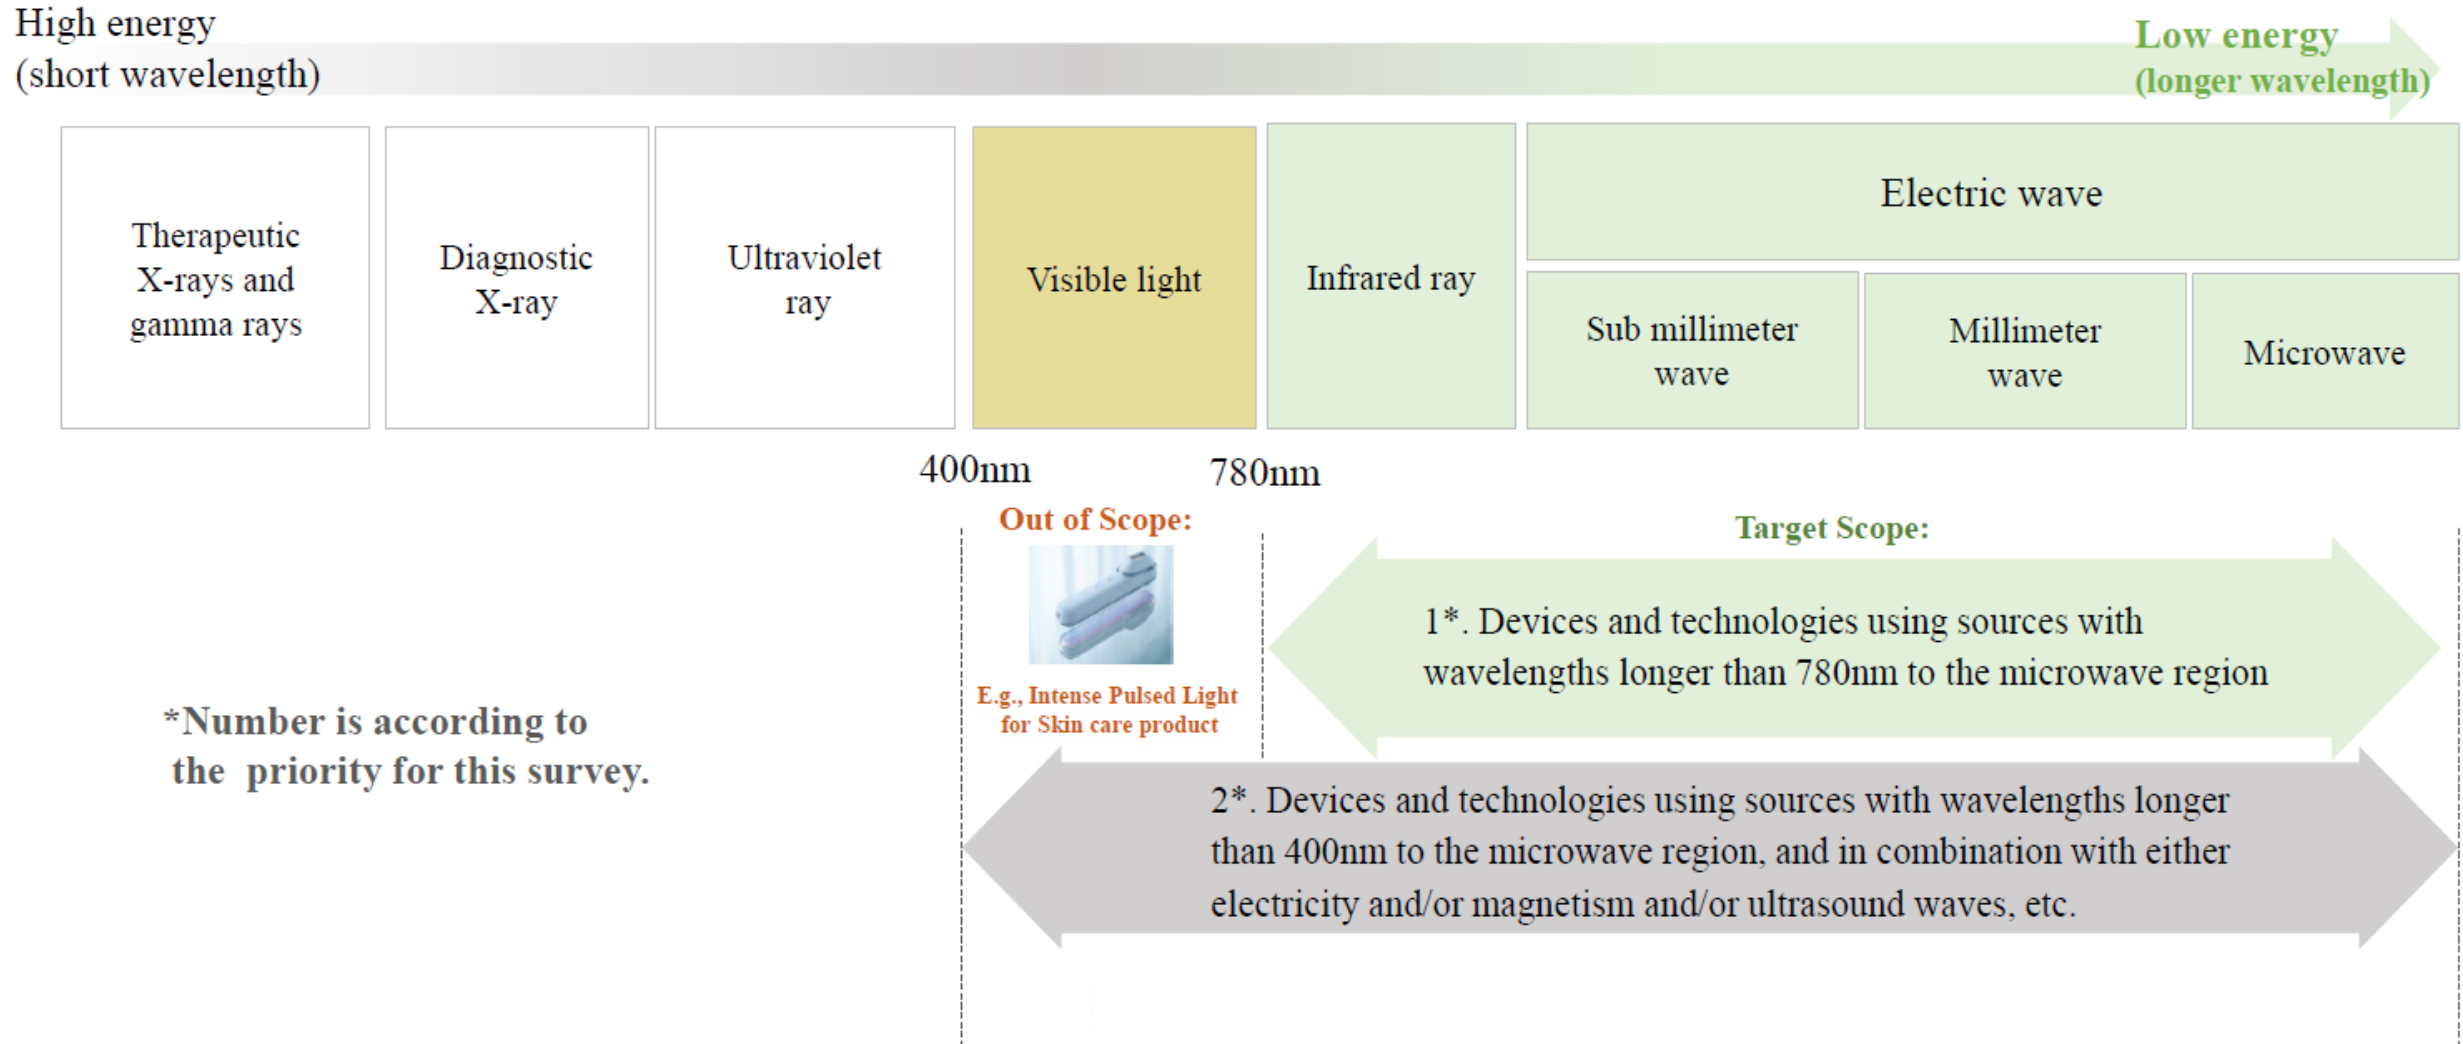 High energy
(short wavelength)
Low energy
(longer wavelength)
Therapeutic
X-rays and
gamma rays
Diagnostic
X-ray
Ultraviolet
ray
Visible light
Infrared ray
Electric wave
Sub millimeter
wave
Millimeter
wave
Microwave
400nm
780nm
Out of Scope:
E.g., Intense Pulsed Light
for Skin care product
Target Scope:
1*. Devices and technologies using sources with
wavelengths longer than 780nm to the microwave region
*Number is according to
the priority for this survey.
2*. Devices and technologies using sources with wavelengths longer
than 400nm to the microwave region, and in combination with either
electricity and/or magnetism and/or ultrasound waves, etc.